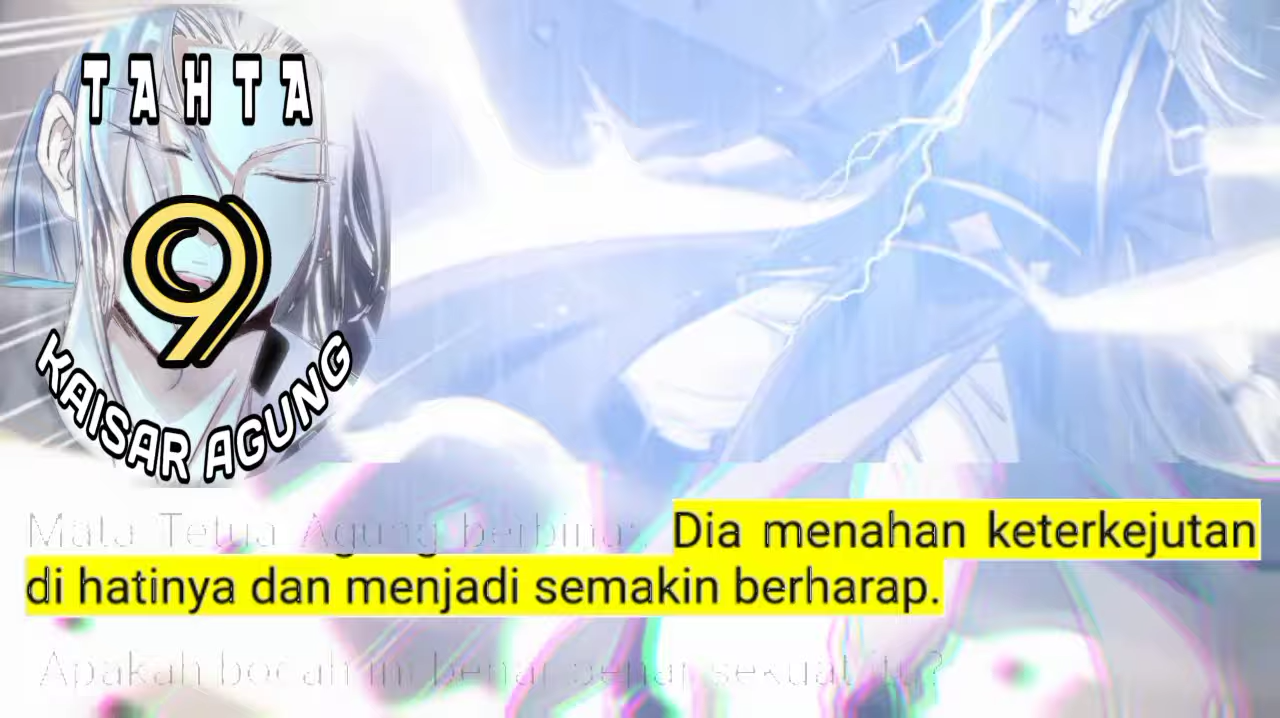 TAHTA
9
KAISAR AGUNG
Mata Tetua Agung berbinar. Dia menahan keterkejutan
di hatinya dan menjadi semakin berharap.
Apakah bocah ini benar benar sekuat itu?